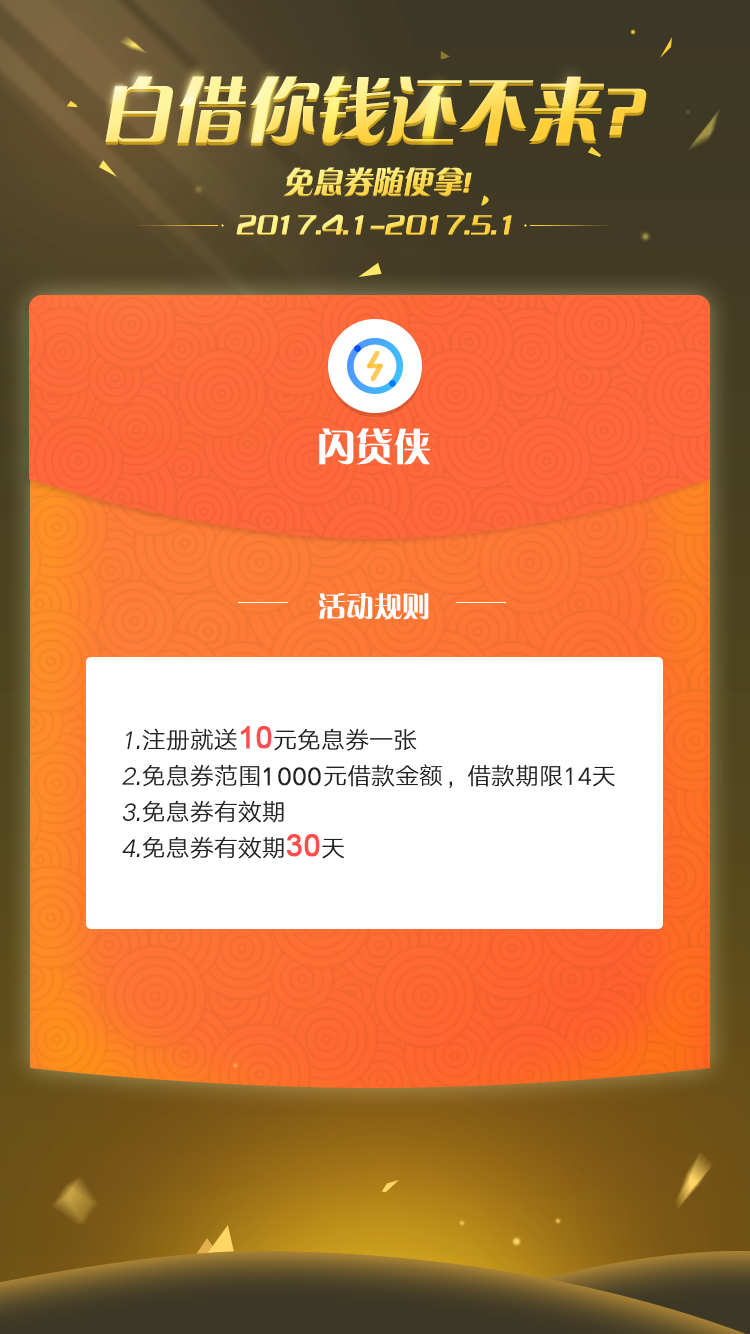 白借你钱还不来?
免息券随便拿!
2017.4.1-2017.5.1
闪贷侠
活动规则
1.注册就送10元免息券一张
2.免息券范围1000元借款金额，借款期限14天
3.免息券有效期
4.免息券有效期30天